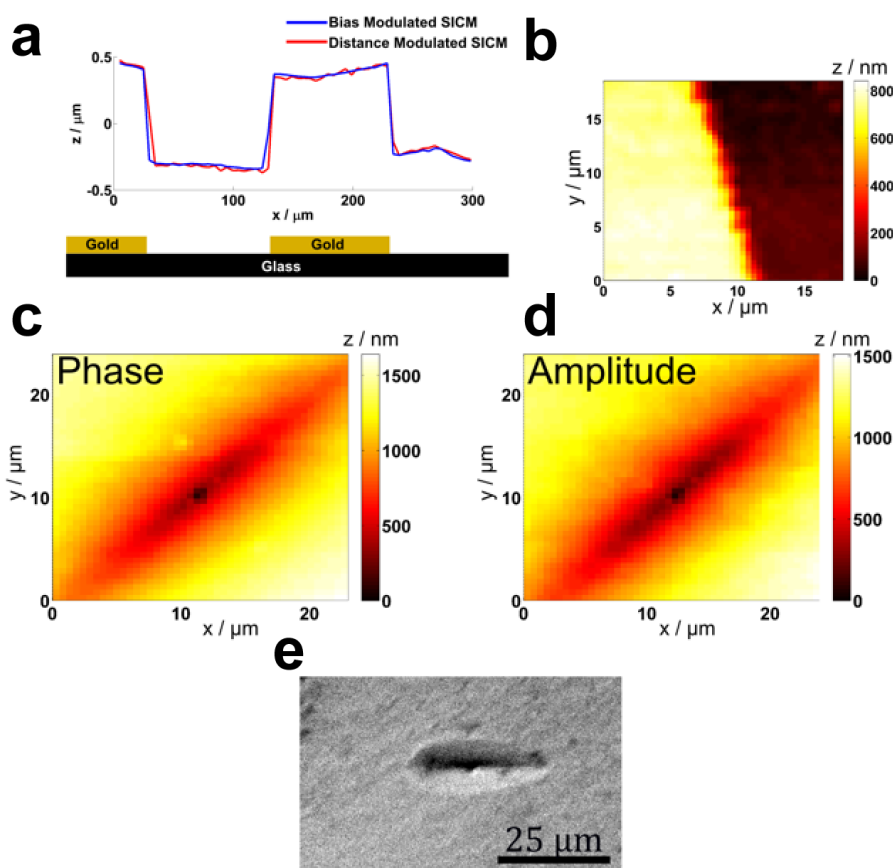 a
Bias Modulated SICM
Distance Modulated SICM
0.5
0
-0.5
z / µm
0 100 200 300
x / µm
Gold Gold
Glass
b
z / nm
800
600
400
200
0
15
10
5
0
y / µm
0 5 10 15
x / µm
c
z / nm
Phase
1500
1000
500
0
20
10
0
y / µm
0 10 20
x / µm
d
z / nm
Amplitude
1500
1000
500
0
20
10
0
y / µm
0 10 20
x / µm
e
25 µm